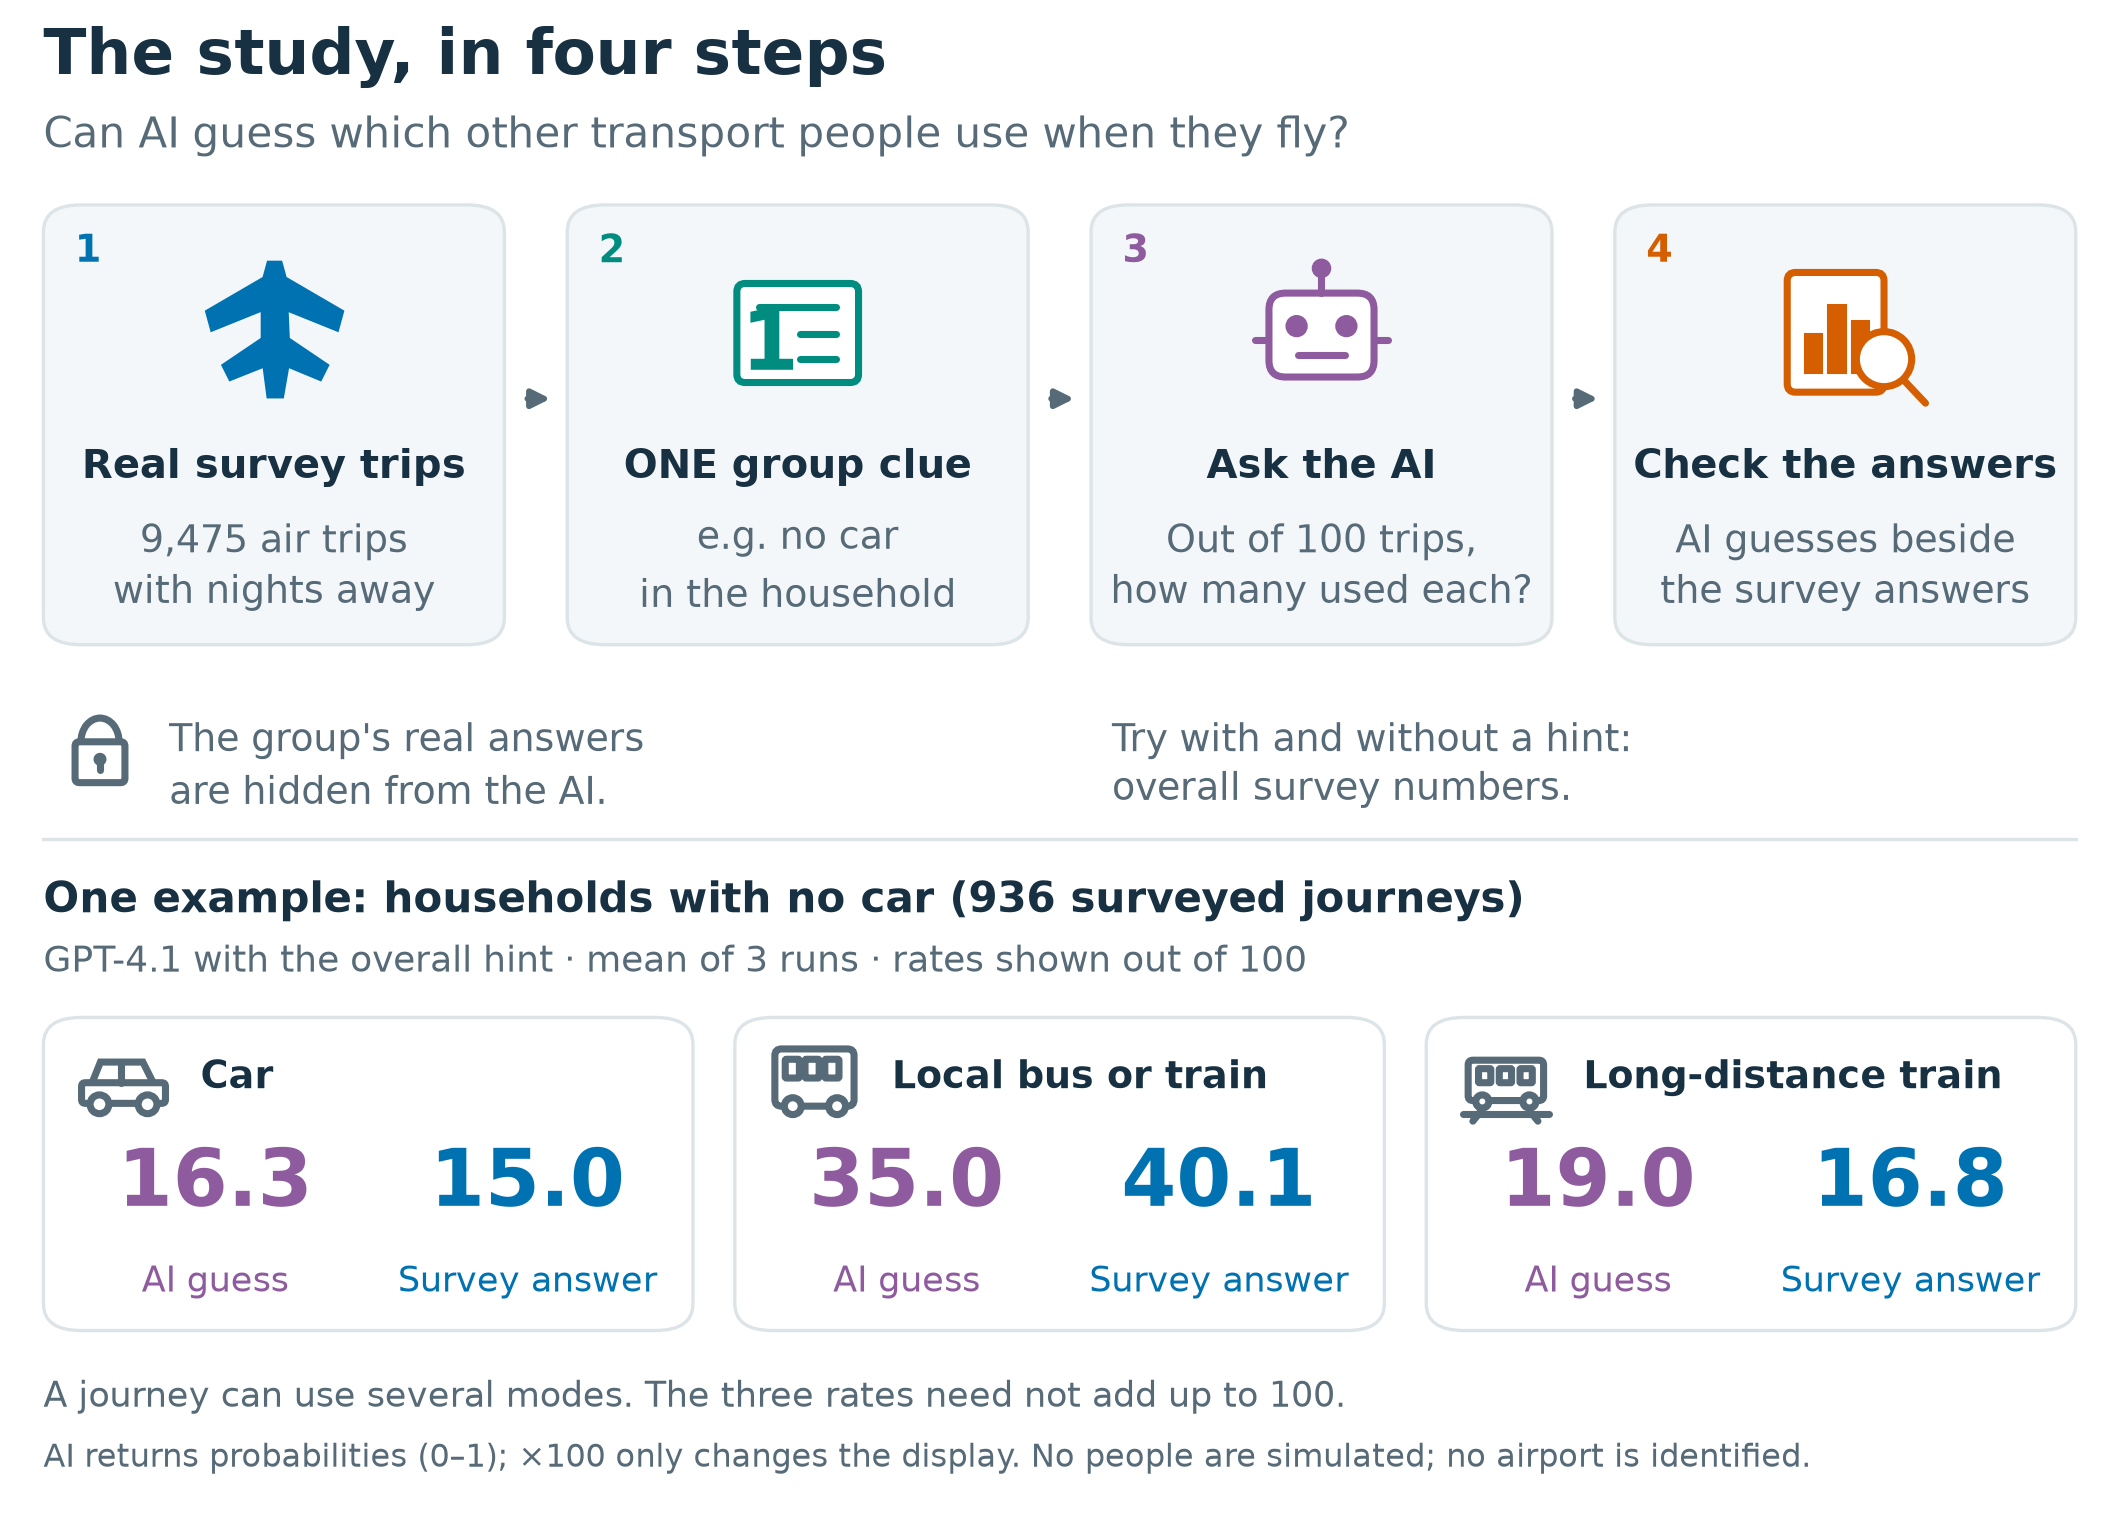 The study, in four steps
Can AI guess which other transport people use when they fly?
1
2
3
4
1
Real survey trips
9,475 air trips
with nights away
ONE group clue
e.g. no car
in the household
Ask the AI
Out of 100 trips,
how many used each?
Check the answers
AI guesses beside
the survey answers
The group's real answers
are hidden from the AI.
Try with and without a hint:
overall survey numbers.
One example: households with no car (936 surveyed journeys)
GPT-4.1 with the overall hint · mean of 3 runs · rates shown out of 100
Car
16.3 15.0
AI guess Survey answer
Local bus or train
35.0 40.1
AI guess Survey answer
Long-distance train
19.0 16.8
AI guess Survey answer
A journey can use several modes. The three rates need not add up to 100.
AI returns probabilities (0–1); ×100 only changes the display. No people are simulated; no airport is identified.